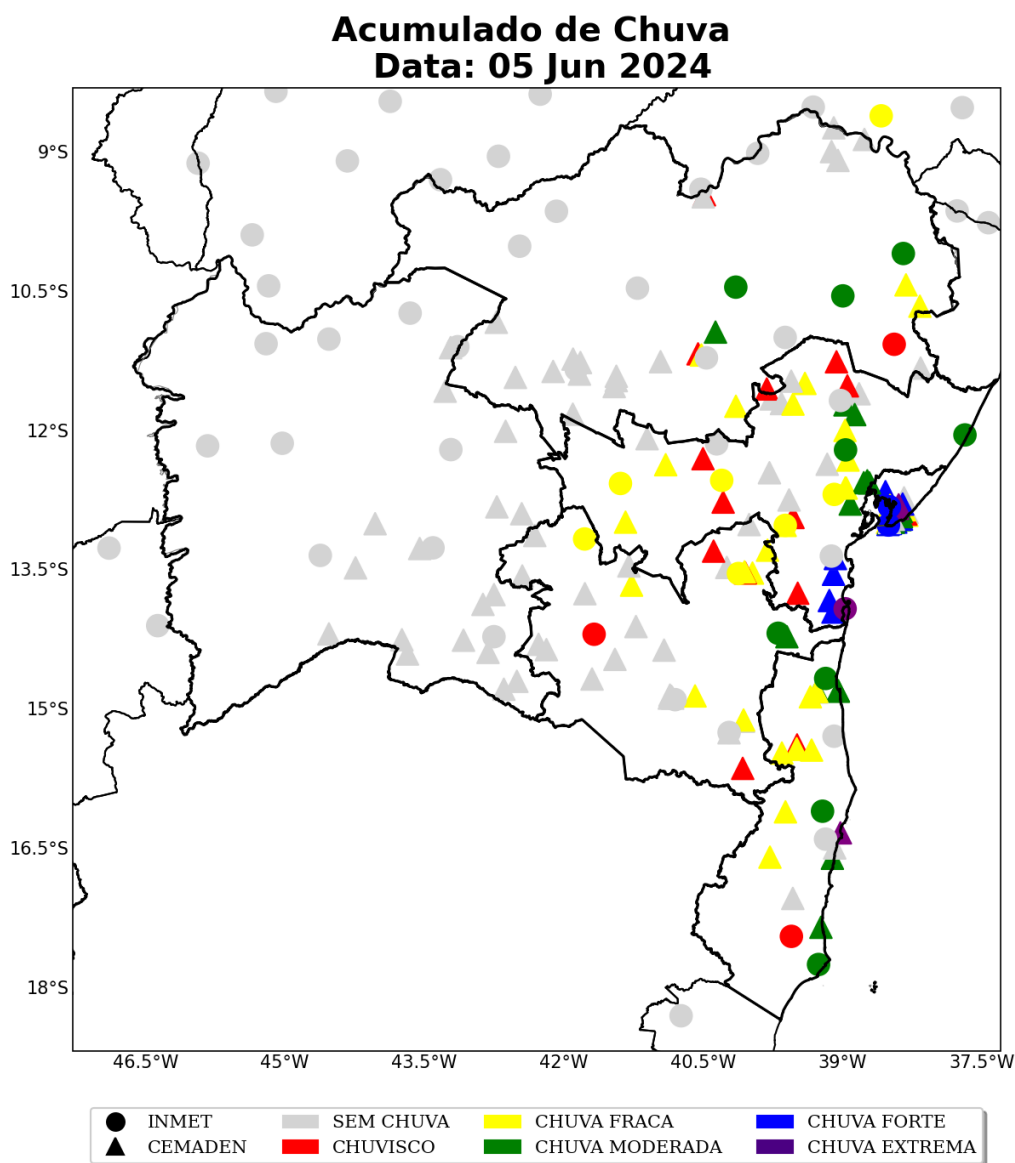 Acumulado de Chuva
Data: 05 Jun 2024
9°S
10.5°S
12°S
13.5°S
15°S
16.5°S
18°S
46.5°W 45°W 43.5°W 42°W 40.5°W 39°W 37.5°W
INMET SEM CHUVA CHUVA FRACA CHUVA FORTE
CEMADEN CHUVISCO CHUVA MODERADA CHUVA EXTREMA